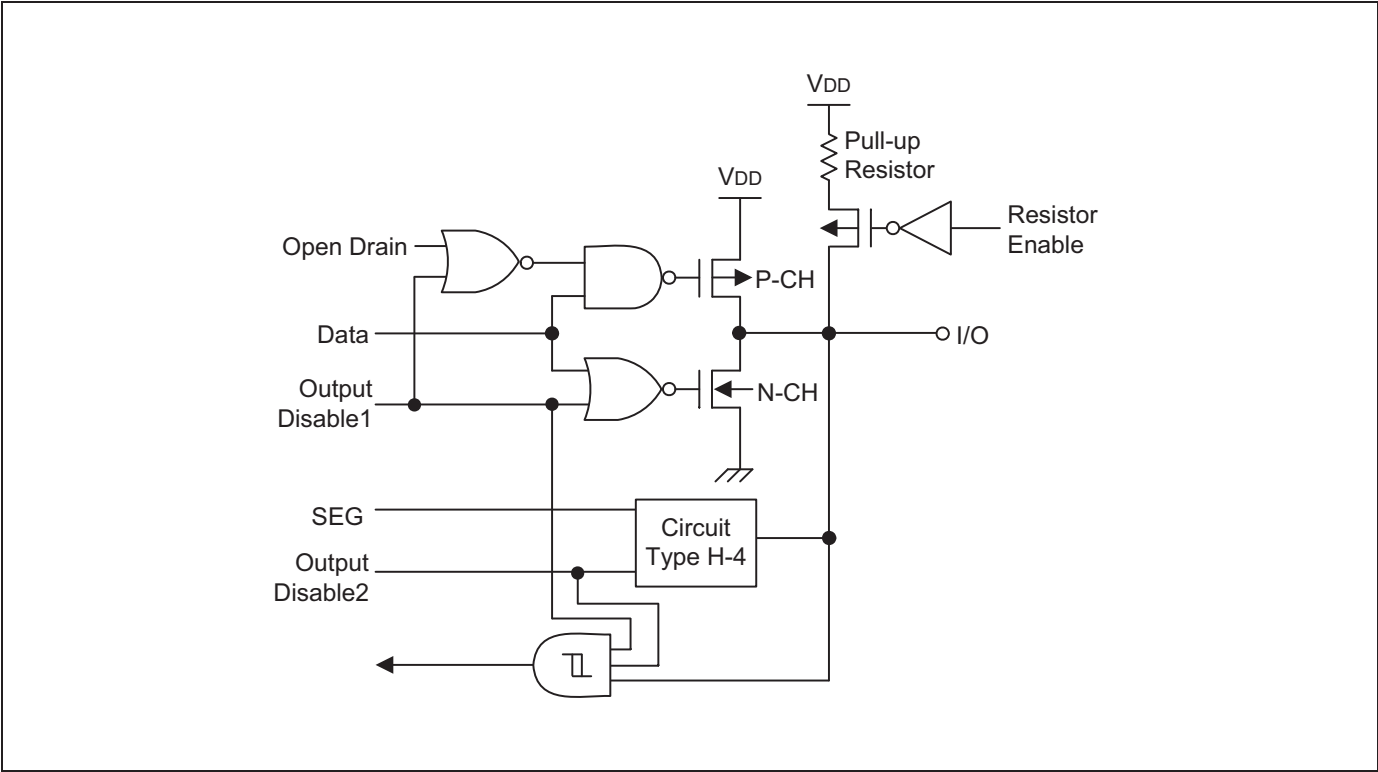 VDD
Pull-up
Resistor
VDD
Resistor
Enable
Open Drain
P-CH
Data
I/O
Output
Disable1
N-CH
SEG
Circuit
Type H-4
Output
Disable2